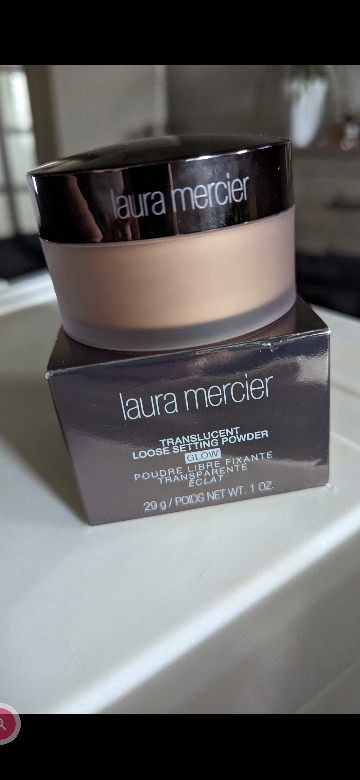 laura mercier
laura mercier
TRANSLUCENT
LOOSE SETTING POWDER
GLOW
POUDRE LIBRE FIXANTE
TRANSPARENTE
ÉCLAT
29 g / POIDS NET WT. 1 OZ.